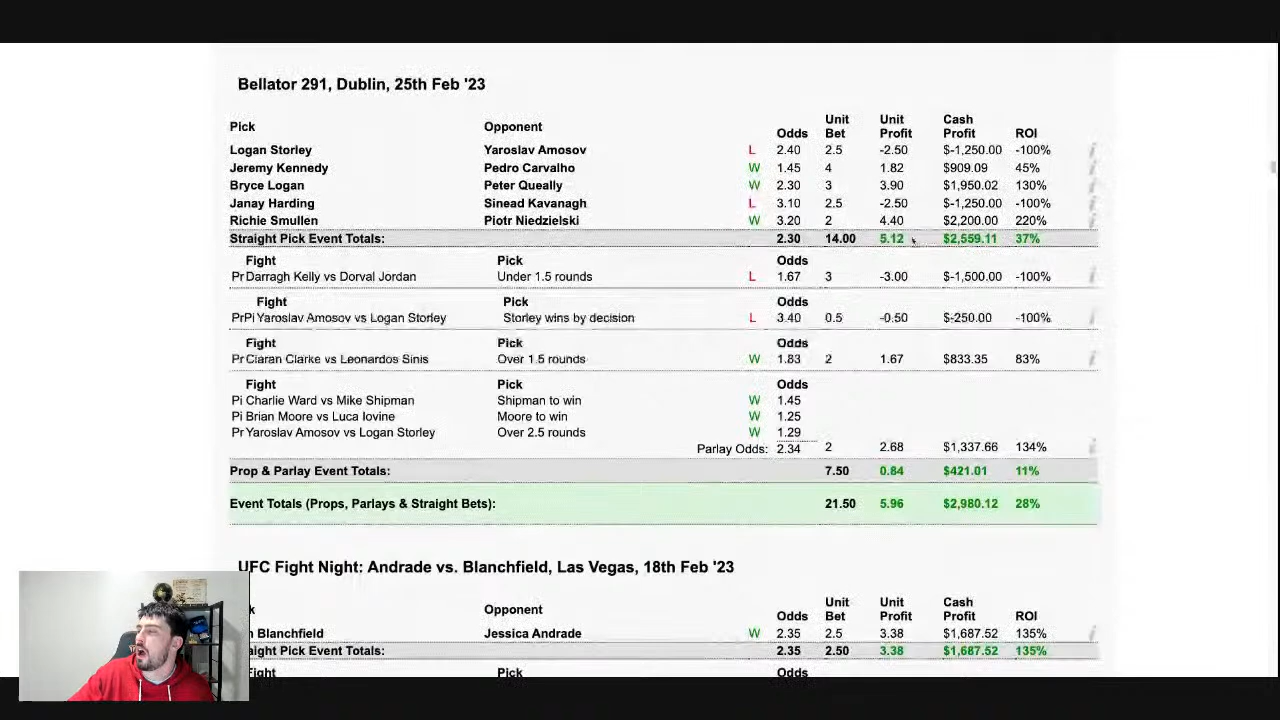 Bellator 291, Dublin, 25th Feb '23
Pick Opponent Odds Unit Bet Unit Profit Cash Profit ROI
Logan Storley Yaroslav Amosov L 2.40 2.5 -2.50 $-1,250.00 -100%
Jeremy Kennedy Pedro Carvalho W 1.45 4 1.82 $909.09 45%
Bryce Logan Peter Queally W 2.30 3 3.90 $1,950.02 130%
Janay Harding Sinead Kavanagh L 3.10 2.5 -2.50 $-1,250.00 -100%
Richie Smullen Piotr Niedzielski W 3.20 2 4.40 $2,200.00 220%
Straight Pick Event Totals: 2.30 14.00 5.12 $2,559.11 37%
Fight Pick Odds
Pr Darragh Kelly vs Dorval Jordan Under 1.5 rounds L 1.67 3 -3.00 $-1,500.00 -100%
Fight Pick Odds
PrPi Yaroslav Amosov vs Logan Storley Storley wins by decision L 3.40 0.5 -0.50 $-250.00 -100%
Fight Pick Odds
Pr Ciaran Clarke vs Leonardos Sinis Over 1.5 rounds W 1.83 2 1.67 $833.35 83%
Fight Pick Odds
Pi Charlie Ward vs Mike Shipman Shipman to win W 1.45
Pi Brian Moore vs Luca Iovine Moore to win W 1.25
Pr Yaroslav Amosov vs Logan Storley Over 2.5 rounds W 1.29
Parlay Odds: 2.34 2 2.68 $1,337.66 134%
Prop & Parlay Event Totals: 7.50 0.84 $421.01 11%
Event Totals (Props, Parlays & Straight Bets): 21.50 5.96 $2,980.12 28%
UFC Fight Night: Andrade vs. Blanchfield, Las Vegas, 18th Feb '23
Opponent Odds Unit Bet Unit Profit Cash Profit ROI
Blanchfield Jessica Andrade W 2.35 2.5 3.38 $1,687.52 135%
Pick Event Totals: 2.35 2.50 3.38 $1,687.52 135%
Fight Pick Odds